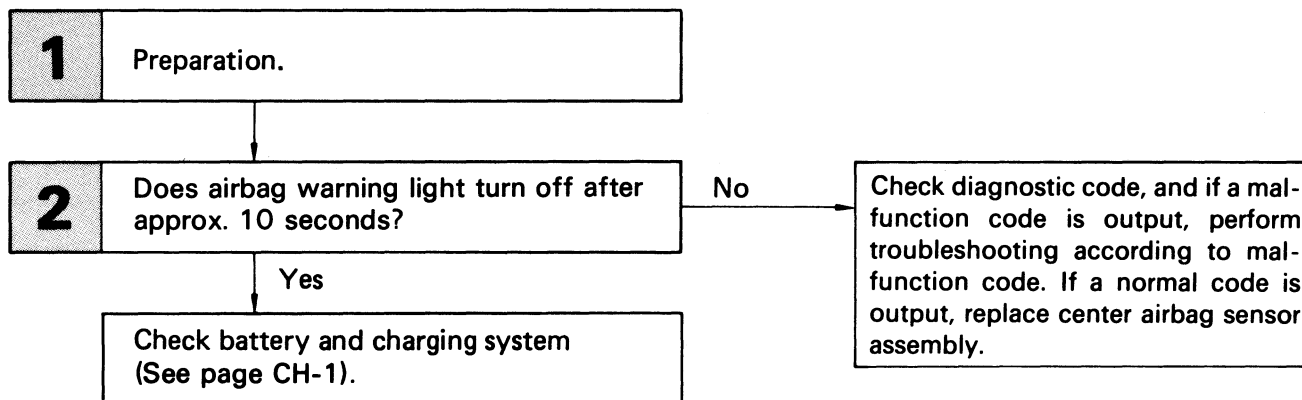 1
Preparation.
2
Does airbag warning light turn off after
approx. 10 seconds?
No
Check diagnostic code, and if a mal-
function code is output, perform
troubleshooting according to mal-
function code. If a normal code is
output, replace center airbag sensor
assembly.
Yes
Check battery and charging system
(See page CH-1).